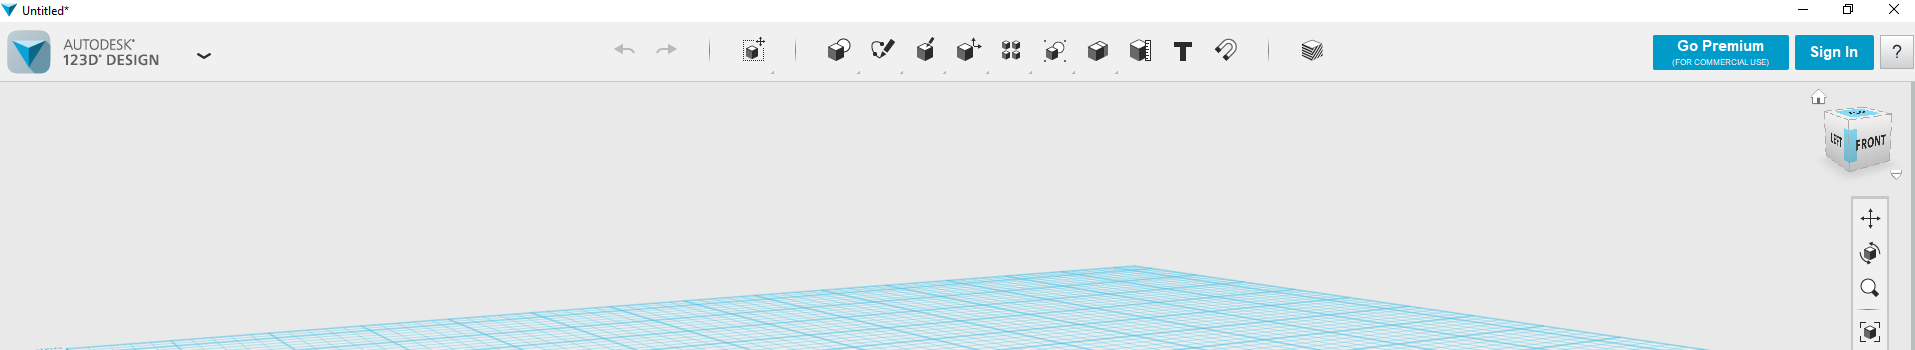 Untitled*
AUTODESK®
123D® DESIGN
T
Go Premium
(FOR COMMERCIAL USE)
Sign In
?
LEFT
FRONT